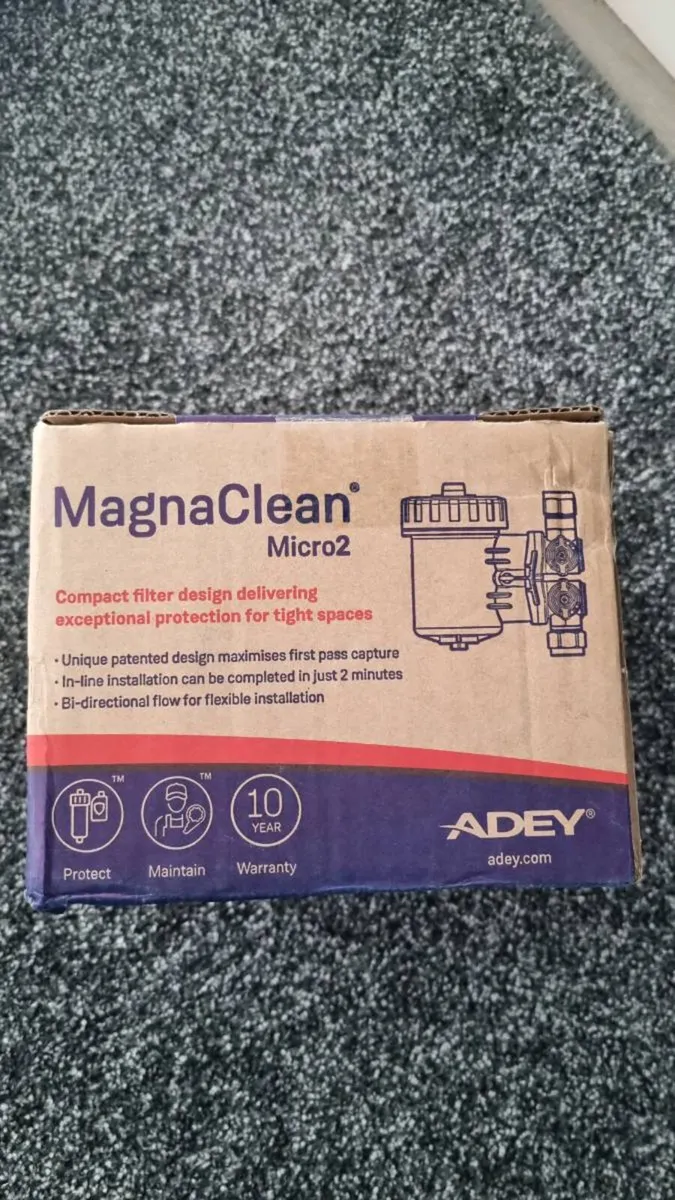 MagnaClean®
Micro2
Compact filter design delivering
exceptional protection for tight spaces
· Unique patented design maximises first pass capture
· In-line installation can be completed in just 2 minutes
· Bi-directional flow for flexible installation
TM
TM
10
YEAR
Protect
Maintain
Warranty
ADEY®
adey.com